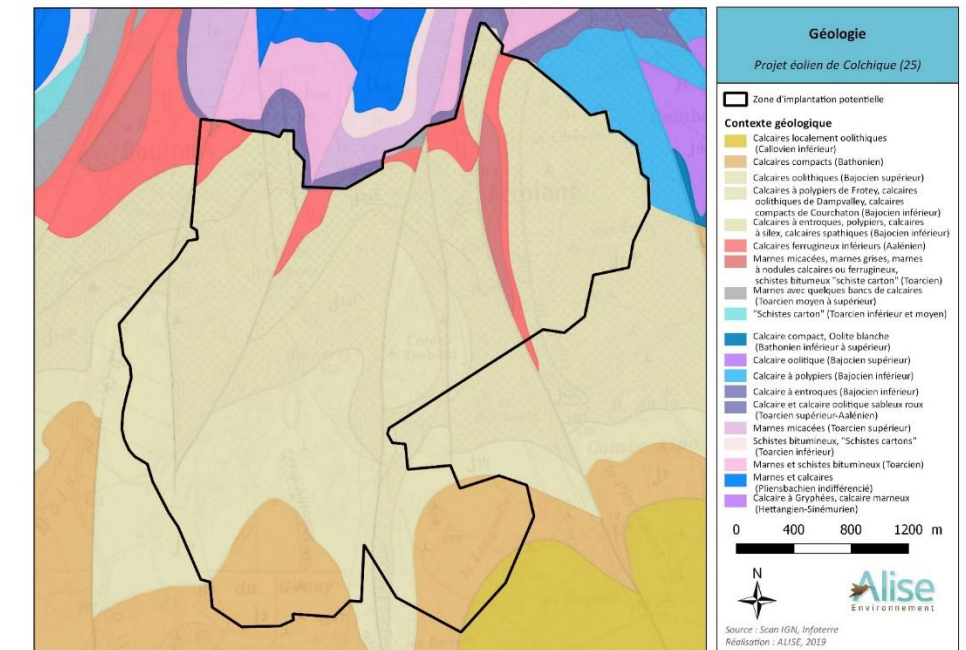 Géologie
Projet éolien de Colchique (25)
Zone d'implantation potentielle
Contexte géologique
Calcaires localement oolithiques
(Callovien inférieur)
Calcaires compacts (Bathonien)
Calcaires oolithiques (Bajocien supérieur)
Calcaires à polypiers de Frotey, calcaires
oolithiques de Dampvalley, calcaires
compacts de Courchaton (Bajocien inférieur)
Calcaires à entroques, polypiers, calcaires
à silex, calcaires spathiques (Bajocien inférieur)
Calcaires ferrugineux inférieurs (Aalénien)
Marnes micacées, marnes grises, marnes
à nodules calcaires ou ferrugineux,
schistes bitumeux "schiste carton" (Toarcien)
Marnes avec quelques bancs de calcaires
(Toarcien moyen à supérieur)
"Schistes carton" (Toarcien inférieur et moyen)
Calcaire compact, Oolite blanche
(Bathonien inférieur à supérieur)
Calcaire oolitique (Bajocien supérieur)
Calcaire à polypiers (Bajocien inférieur)
Calcaire à entroques (Bajocien inférieur)
Calcaire et calcaire oolitique sableux roux
(Toarcien supérieur-Aalénien)
Marnes micacées (Toarcien supérieur)
Schistes bitumineux, "Schistes cartons"
(Toarcien inférieur)
Marnes et schistes bitumineux (Toarcien)
Marnes et calcaires
(Pliensbachien indifférencié)
Calcaire à Gryphées, calcaire marneux
(Hettangien-Sinémurien)
0 400 800 1200 m
N
Alise
Environnement
Source : Scan IGN, Infoterre
Réalisation : ALISE, 2019